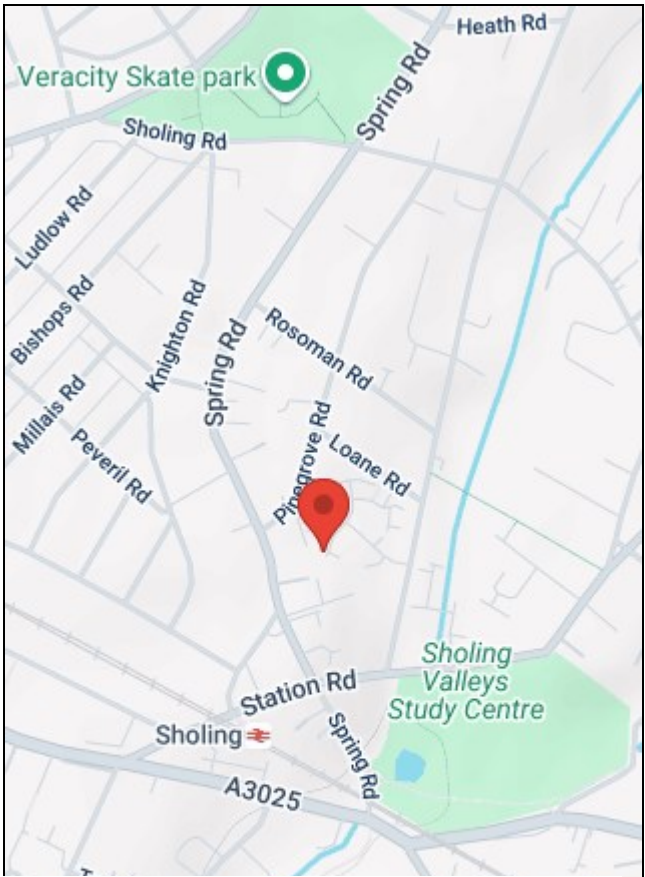 Heath Rd
Veracity Skate park
Spring Rd
Sholing Rd
Ludlow Rd
Bishops Rd
Knighton Rd
Rosoman Rd
Spring Rd
Millais Rd
Peveril Rd
Pinegrove Rd
Loane Rd
Sholing
Valleys
Study Centre
Station Rd
Sholing
Spring Rd
A3025